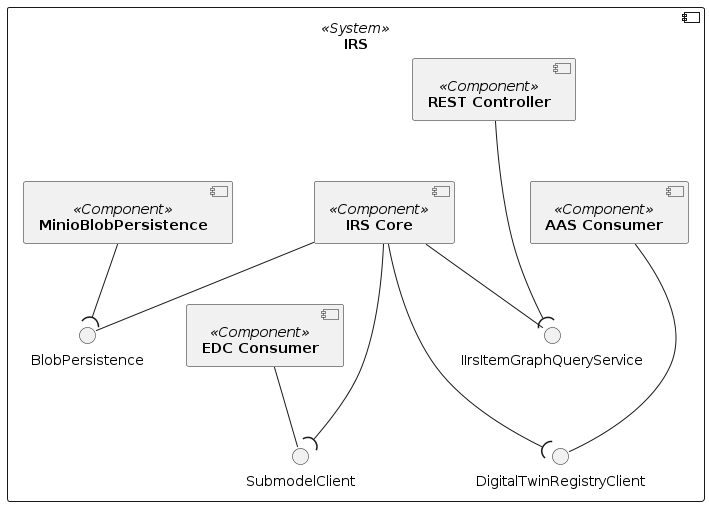 «System»
IRS
«Component»
REST Controller
«Component»
MinioBlobPersistence
«Component»
IRS Core
«Component»
AAS Consumer
«Component»
EDC Consumer
BlobPersistence
IIrsItemGraphQueryService
SubmodelClient
DigitalTwinRegistryClient